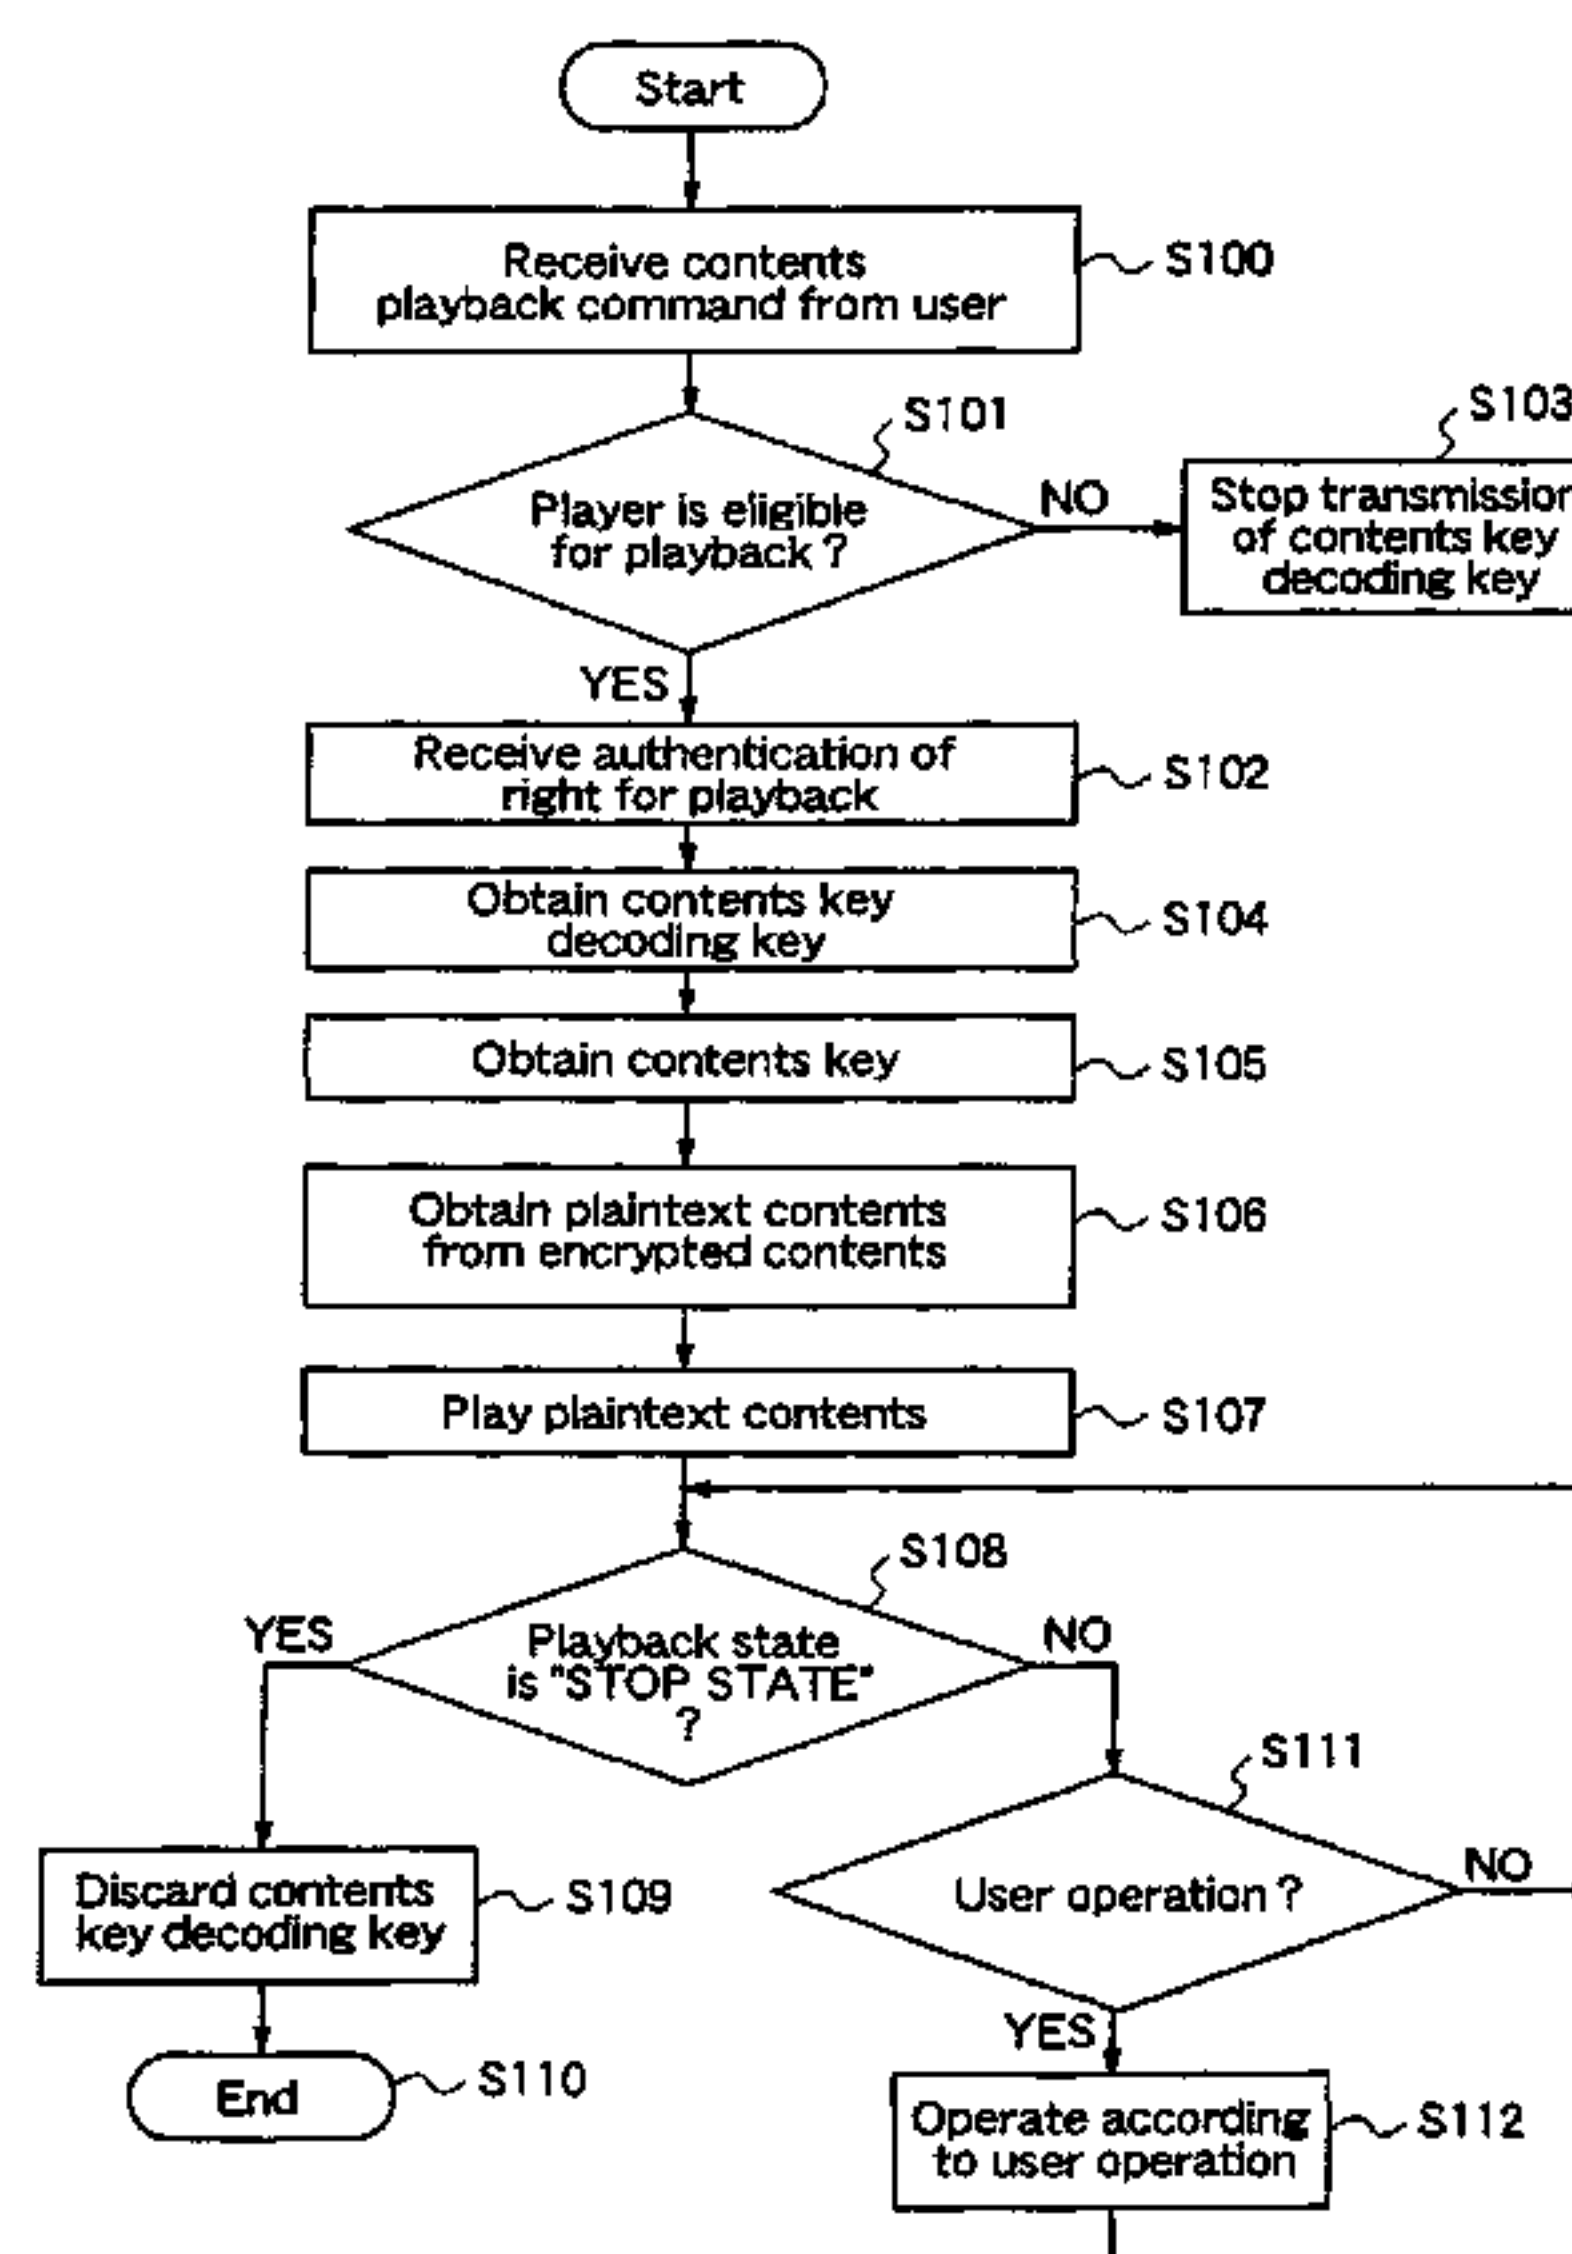 Start
Receive contents
playback command from user
S100
S101
Player is eligible
for playback ?
NO
S103
Stop transmission
of contents key
decoding key
YES
Receive authentication of
right for playback
S102
Obtain contents key
decoding key
S104
Obtain contents key
S105
Obtain plaintext contents
from encrypted contents
S106
Play plaintext contents
S107
S108
YES
Playback state
is "STOP STATE"
?
NO
S111
Discard contents
key decoding key
S109
User operation ?
NO
YES
End
S110
Operate according
to user operation
S112